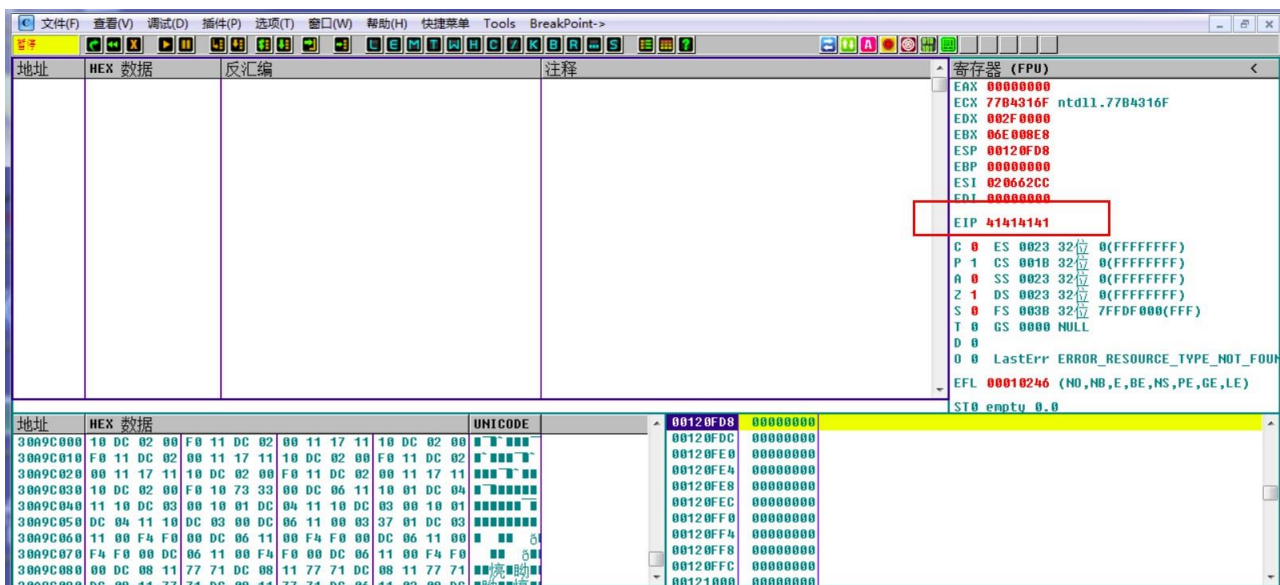 C 文件(F) 查看(V) 调试(D) 插件(P) 选项(T) 窗口(W) 帮助(H) 快捷菜单 Tools BreakPoint->
暂停 L E M T W H C / K B R ... S ?
地址 HEX 数据 反汇编 注释
寄存器 (FPU) <
EAX 00000000
ECX 77B4316F ntdll.77B4316F
EDX 002F0000
EBX 06E008E8
ESP 00120FD8
EBP 00000000
ESI 020662CC
EDI 00000000
EIP 41414141
C 0 ES 0023 32位 0(FFFFFFFF)
P 1 CS 001B 32位 0(FFFFFFFF)
A 0 SS 0023 32位 0(FFFFFFFF)
Z 1 DS 0023 32位 0(FFFFFFFF)
S 0 FS 003B 32位 7FFDF000(FFF)
T 0 GS 0000 NULL
D 0
O 0 LastErr ERROR_RESOURCE_TYPE_NOT_FOUN
EFL 00010246 (NO,NB,E,BE,NS,PE,GE,LE)
ST0 empty 0.0
地址 HEX 数据 UNICODE
30A9C000 10 DC 02 00 F0 11 DC 02 00 11 17 11 10 DC 02 00
30A9C010 F0 11 DC 02 00 11 17 11 10 DC 02 00 F0 11 DC 02
30A9C020 00 11 17 11 10 DC 02 00 F0 11 DC 02 00 11 17 11
30A9C030 10 DC 02 00 F0 10 73 33 00 DC 06 11 10 01 DC 04
30A9C040 11 10 DC 03 00 10 01 DC 04 11 10 DC 03 00 10 01
30A9C050 DC 04 11 10 DC 03 00 DC 06 11 00 03 37 01 DC 03
30A9C060 11 00 F4 F0 00 DC 06 11 00 F4 F0 00 DC 06 11 00
30A9C070 F4 F0 00 DC 06 11 00 F4 F0 00 DC 06 11 00 F4 F0
30A9C080 00 DC 08 11 77 71 DC 08 11 77 71 DC 08 11 77 71
00120FD8 00000000
00120FDC 00000000
00120FE0 00000000
00120FE4 00000000
00120FE8 00000000
00120FEC 00000000
00120FF0 00000000
00120FF4 00000000
00120FF8 00000000
00120FFC 00000000
00121000 00000000